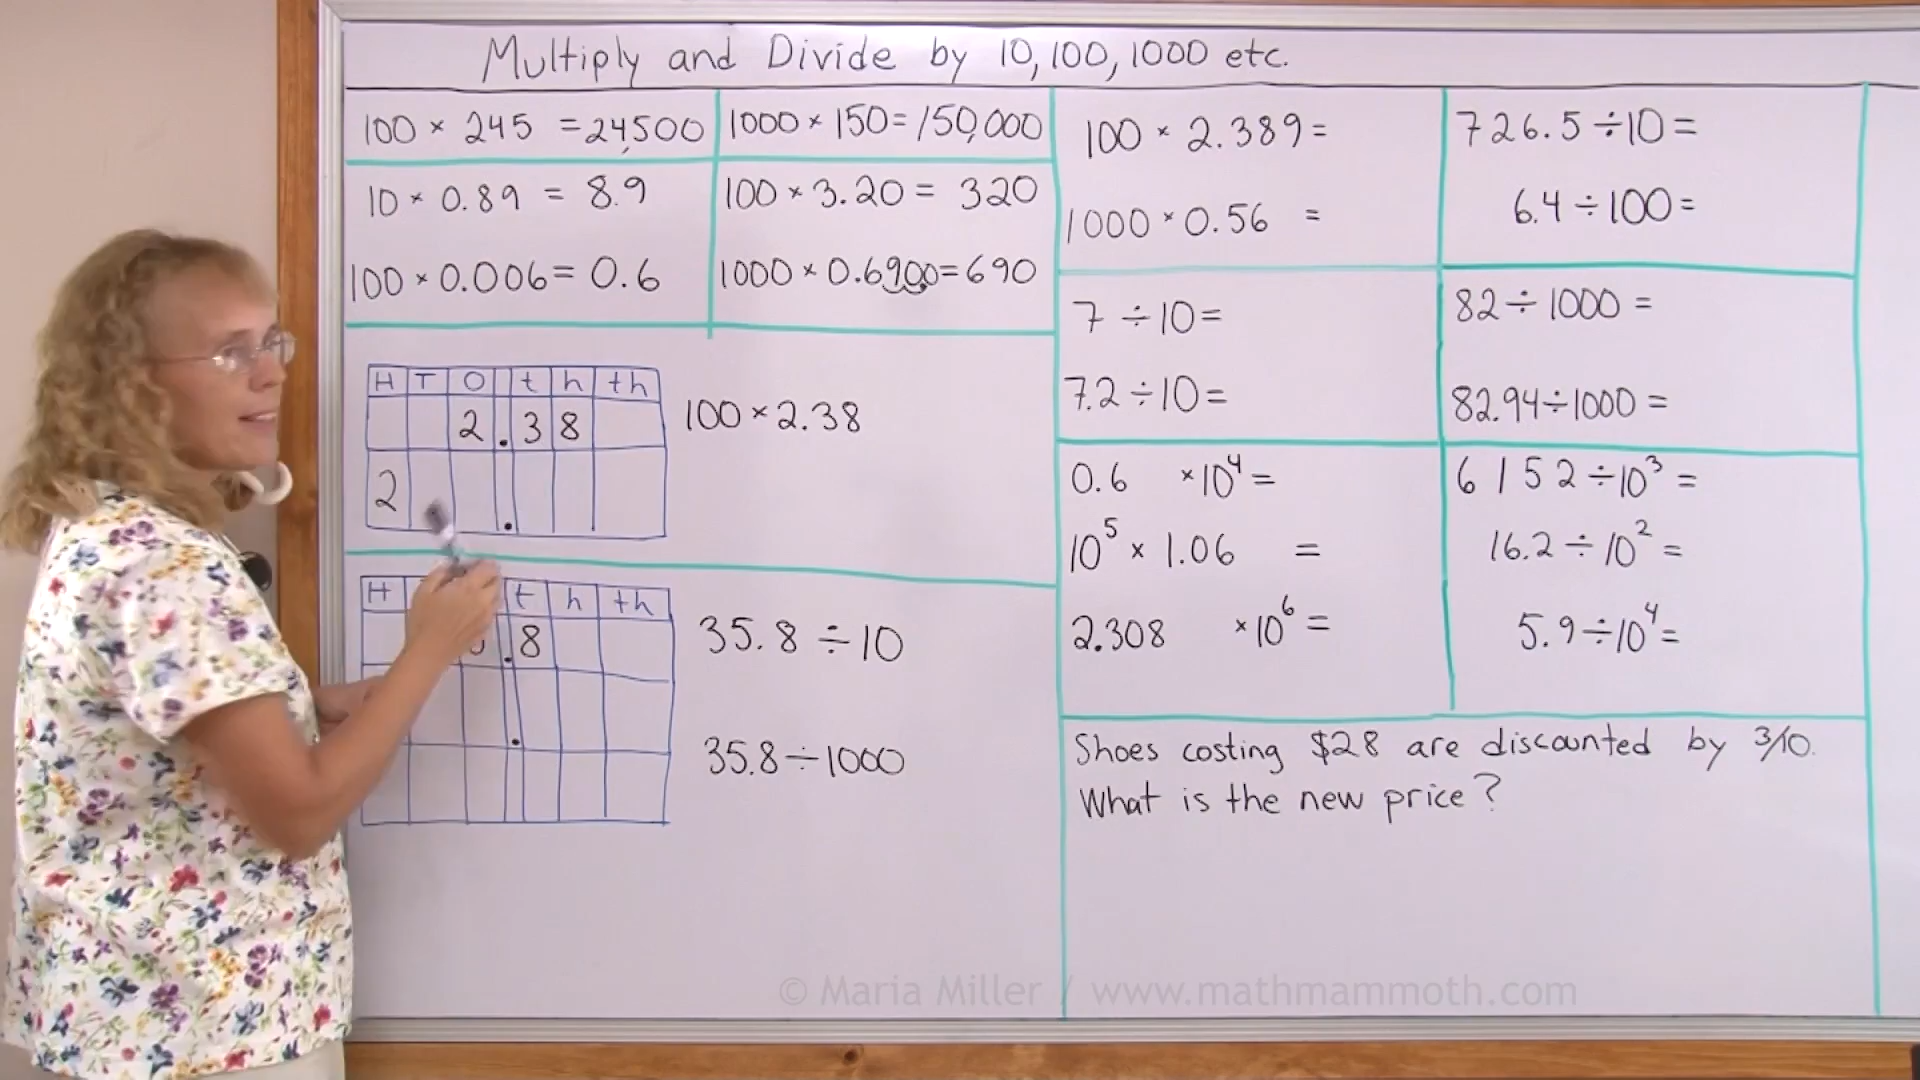 Multiply and Divide by 10, 100, 1000 etc.
100 × 245 = 24,500
1000 × 150 = 150,000
10 × 0.89 = 8.9
100 × 0.006 = 0.6
100 × 3.20 = 320
1000 × 0.6900 = 690
H T O t h th
2 . 3 8
2 .
100 × 2.38
H t h th
. 8
.
35.8 ÷ 10
35.8 ÷ 1000
100 × 2.389 =
1000 × 0.56 =
726.5 ÷ 10 =
6.4 ÷ 100 =
7 ÷ 10 =
7.2 ÷ 10 =
82 ÷ 1000 =
82.94 ÷ 1000 =
0.6 × 10⁴ =
10⁵ × 1.06 =
2.308 × 10⁶ =
6152 ÷ 10³ =
16.2 ÷ 10² =
5.9 ÷ 10⁴ =
Shoes costing $28 are discounted by 3/10.
What is the new price?
© Maria Miller / www.mathmammoth.com